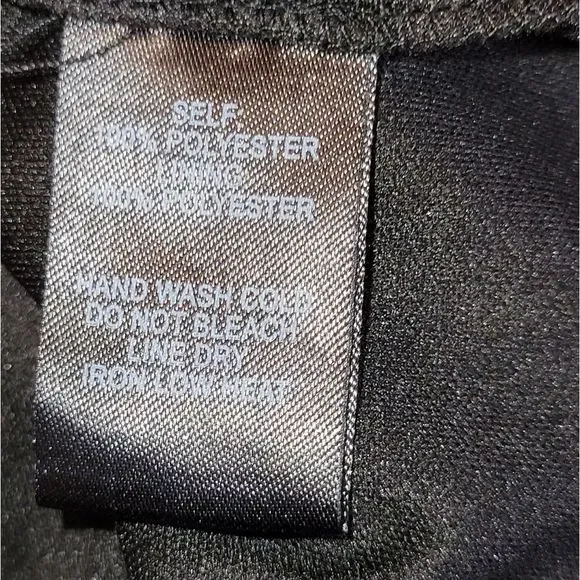 SELF
100% POLYESTER
LINING
100% POLYESTER
HAND WASH COLD
DO NOT BLEACH
LINE DRY
IRON LOW HEAT